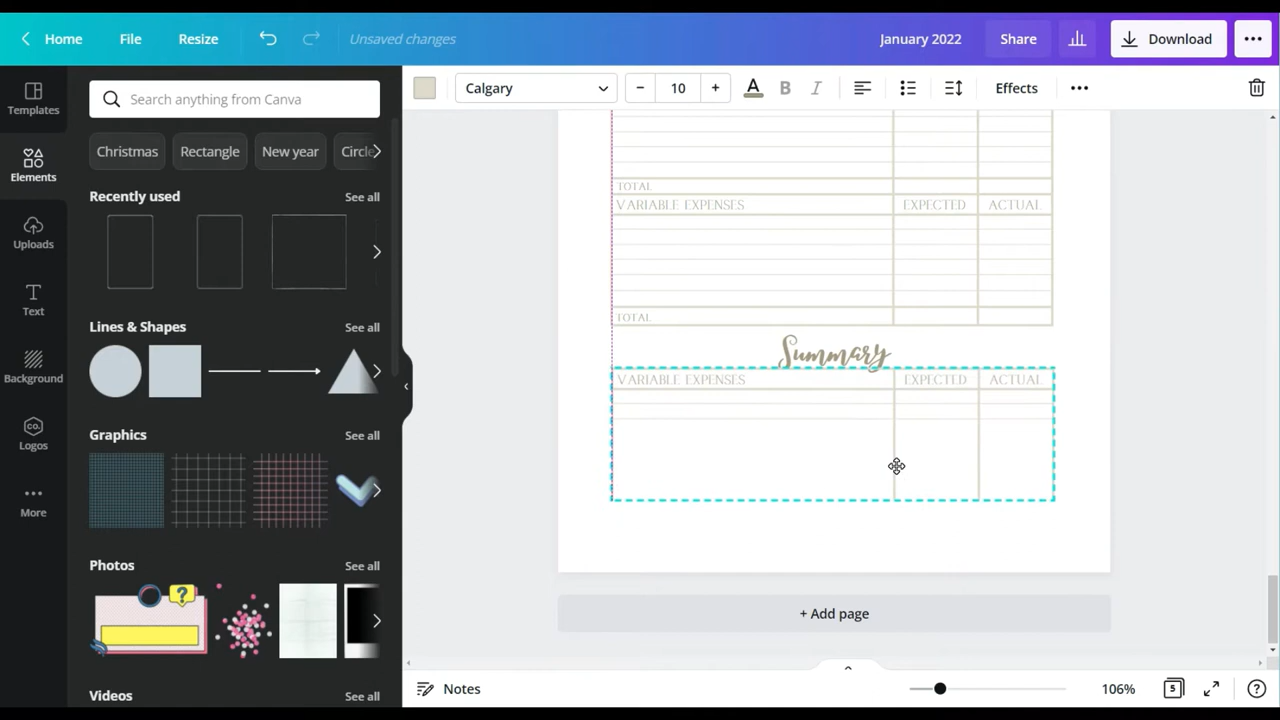 Home File Resize Unsaved changes January 2022 Share Download
Templates
Elements
Uploads
Text
Background
CO.
Logos
More
Search anything from Canva
Christmas Rectangle New year Circle
Recently used See all
Lines & Shapes See all
Graphics See all
Photos See all
?
Videos See all
Calgary 10 A B I Effects
TOTAL
VARIABLE EXPENSES EXPECTED ACTUAL
TOTAL
Summary
VARIABLE EXPENSES EXPECTED ACTUAL
+ Add page
Notes 106% 5 ?